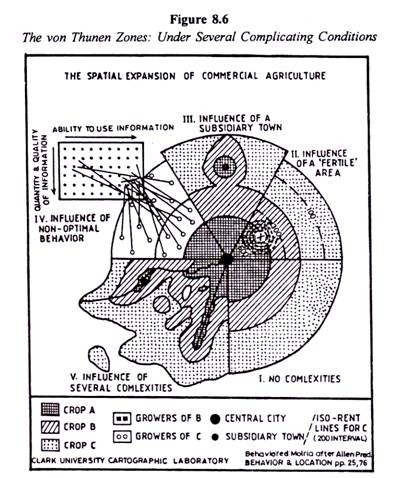 Figure 8.6
The von Thunen Zones: Under Several Complicating Conditions
THE SPATIAL EXPANSION OF COMMERCIAL AGRICULTURE
ABILITY TO USE INFORMATION
QUANTITY & QUALITY
OF INFORMATION
III. INFLUENCE OF A
SUBSIDIARY TOWN
II. INFLUENCE
OF A 'FERTILE'
AREA
IV. INFLUENCE OF
NON-OPTIMAL
BEHAVIOR
V. INFLUENCE OF
SEVERAL COMLEXITIES
I. NO COMLEXITIES
CROP A
CROP B
CROP C
GROWERS OF B
GROWERS OF C
CENTRAL CITY
SUBSIDIARY TOWN
ISO-RENT
LINES FOR C
(200 INTERVAL)
CLARK UNIVERSITY CARTOGRAPHIC LABORATORY
Behaviored Molria after Allen Pred.
BEHAVIOR & LOCATION pp. 25,76